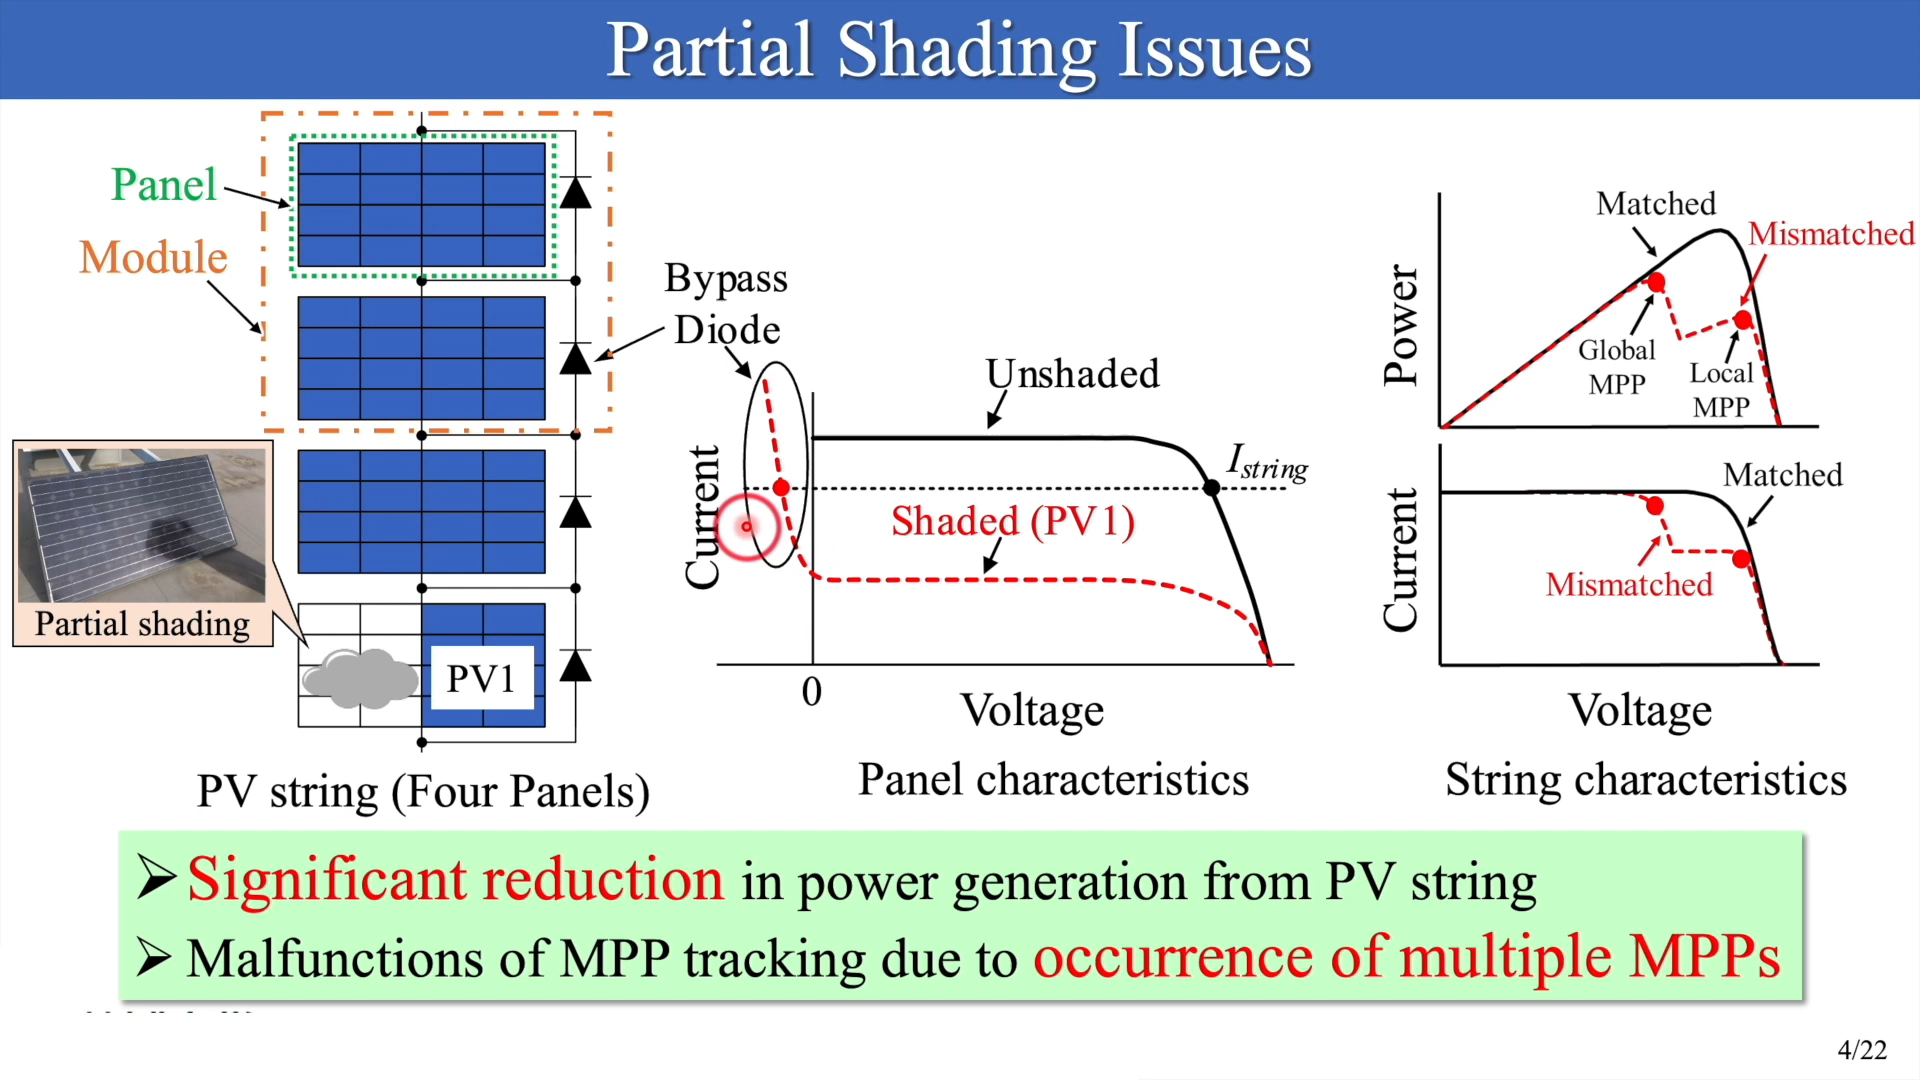 Partial Shading Issues
Panel
Module
Bypass
Diode
Partial shading
PV1
PV string (Four Panels)
Unshaded
Istring
Shaded (PV1)
Current
0
Voltage
Panel characteristics
Matched
Mismatched
Power
Global
MPP
Local
MPP
Matched
Mismatched
Current
Voltage
String characteristics
➢ Significant reduction in power generation from PV string
➢ Malfunctions of MPP tracking due to occurrence of multiple MPPs
4/22